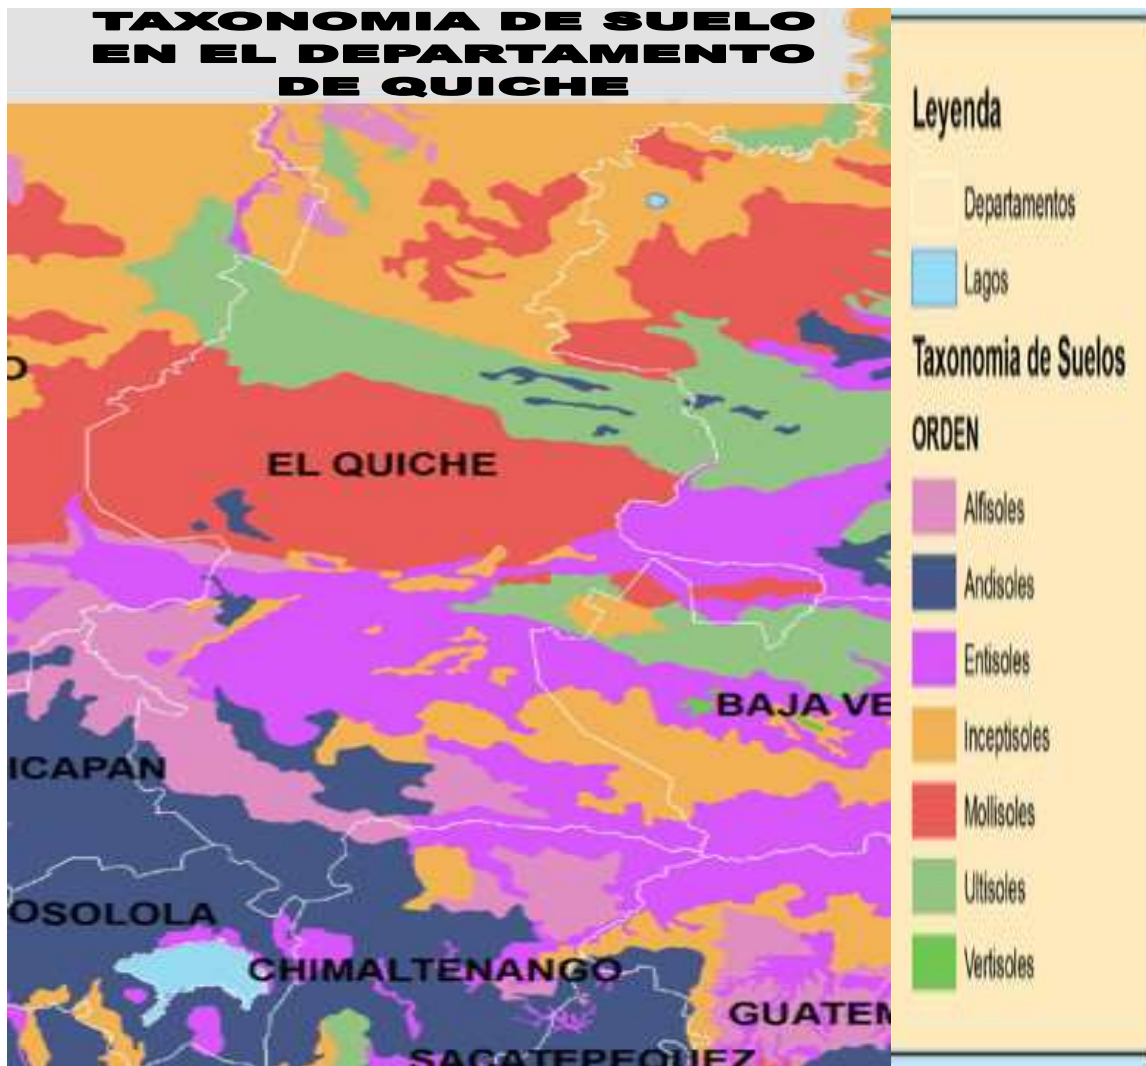 TAXONOMIA DE SUELO
EN EL DEPARTAMENTO
DE QUICHE
O
EL QUICHE
BAJA VE
ICAPAN
OSOLOLA
CHIMALTENANGO
GUATEM
SACATEPEQUEZ
Leyenda
Departamentos
Lagos
Taxonomia de Suelos
ORDEN
Alfisoles
Andisoles
Entisoles
Inceptisoles
Mollisoles
Ultisoles
Vertisoles